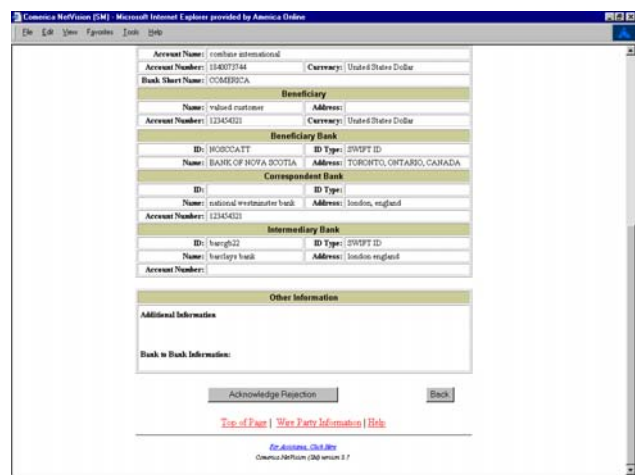 Comerica NetVision (SM) - Microsoft Internet Explorer provided by America Online
File Edit View Favorites Tools Help
Account Name: combine international
Account Number: 1840073744 Currency: United States Dollar
Bank Short Name: COMERICA
Beneficiary
Name: valued customer Address:
Account Number: 123454321 Currency: United States Dollar
Beneficiary Bank
ID: NOSCCATT ID Type: SWIFT ID
Name: BANK OF NOVA SCOTIA Address: TORONTO, ONTARIO, CANADA
Correspondent Bank
ID: ID Type:
Name: national westminster bank Address: london, england
Account Number: 123454321
Intermediary Bank
ID: barcgb22 ID Type: SWIFT ID
Name: barclays bank Address: london england
Account Number:
Other Information
Additional Information
Bank to Bank Information:
Acknowledge Rejection Back
Top of Page | Wire Party Information | Help
For Assistance, Click Here
Comerica NetVision (SM) version 3.7